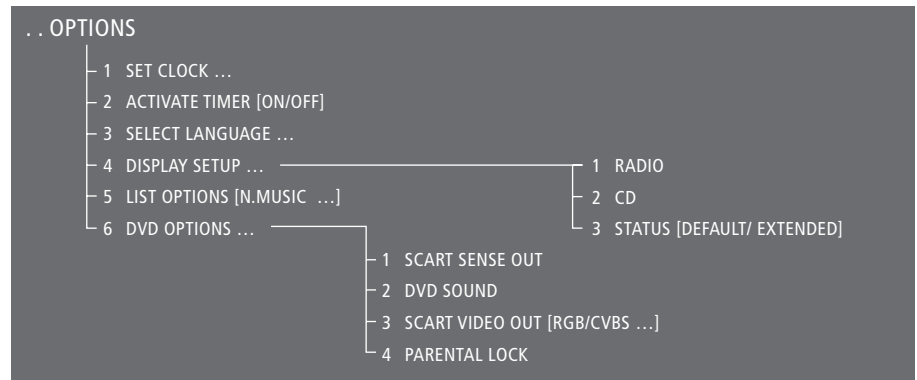 . . OPTIONS
1 SET CLOCK …
2 ACTIVATE TIMER [ON/OFF]
3 SELECT LANGUAGE …
4 DISPLAY SETUP …
1 RADIO
2 CD
3 STATUS [DEFAULT/ EXTENDED]
5 LIST OPTIONS [N.MUSIC …]
6 DVD OPTIONS …
1 SCART SENSE OUT
2 DVD SOUND
3 SCART VIDEO OUT [RGB/CVBS …]
4 PARENTAL LOCK